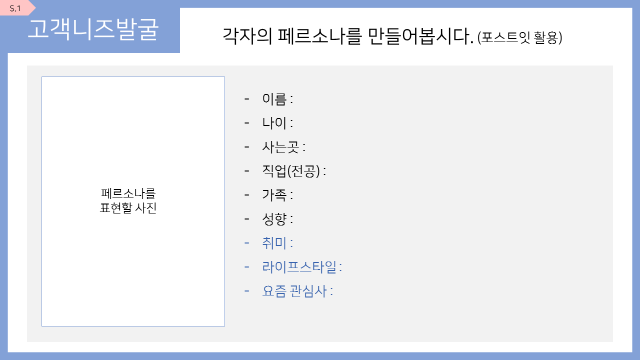 S.1
고객니즈발굴
각자의 페르소나를 만들어봅시다. (포스트잇 활용)
페르소나를
표현할 사진
- 이름 :
- 나이 :
- 사는곳 :
- 직업(전공) :
- 가족 :
- 성향 :
- 취미 :
- 라이프스타일 :
- 요즘 관심사 :